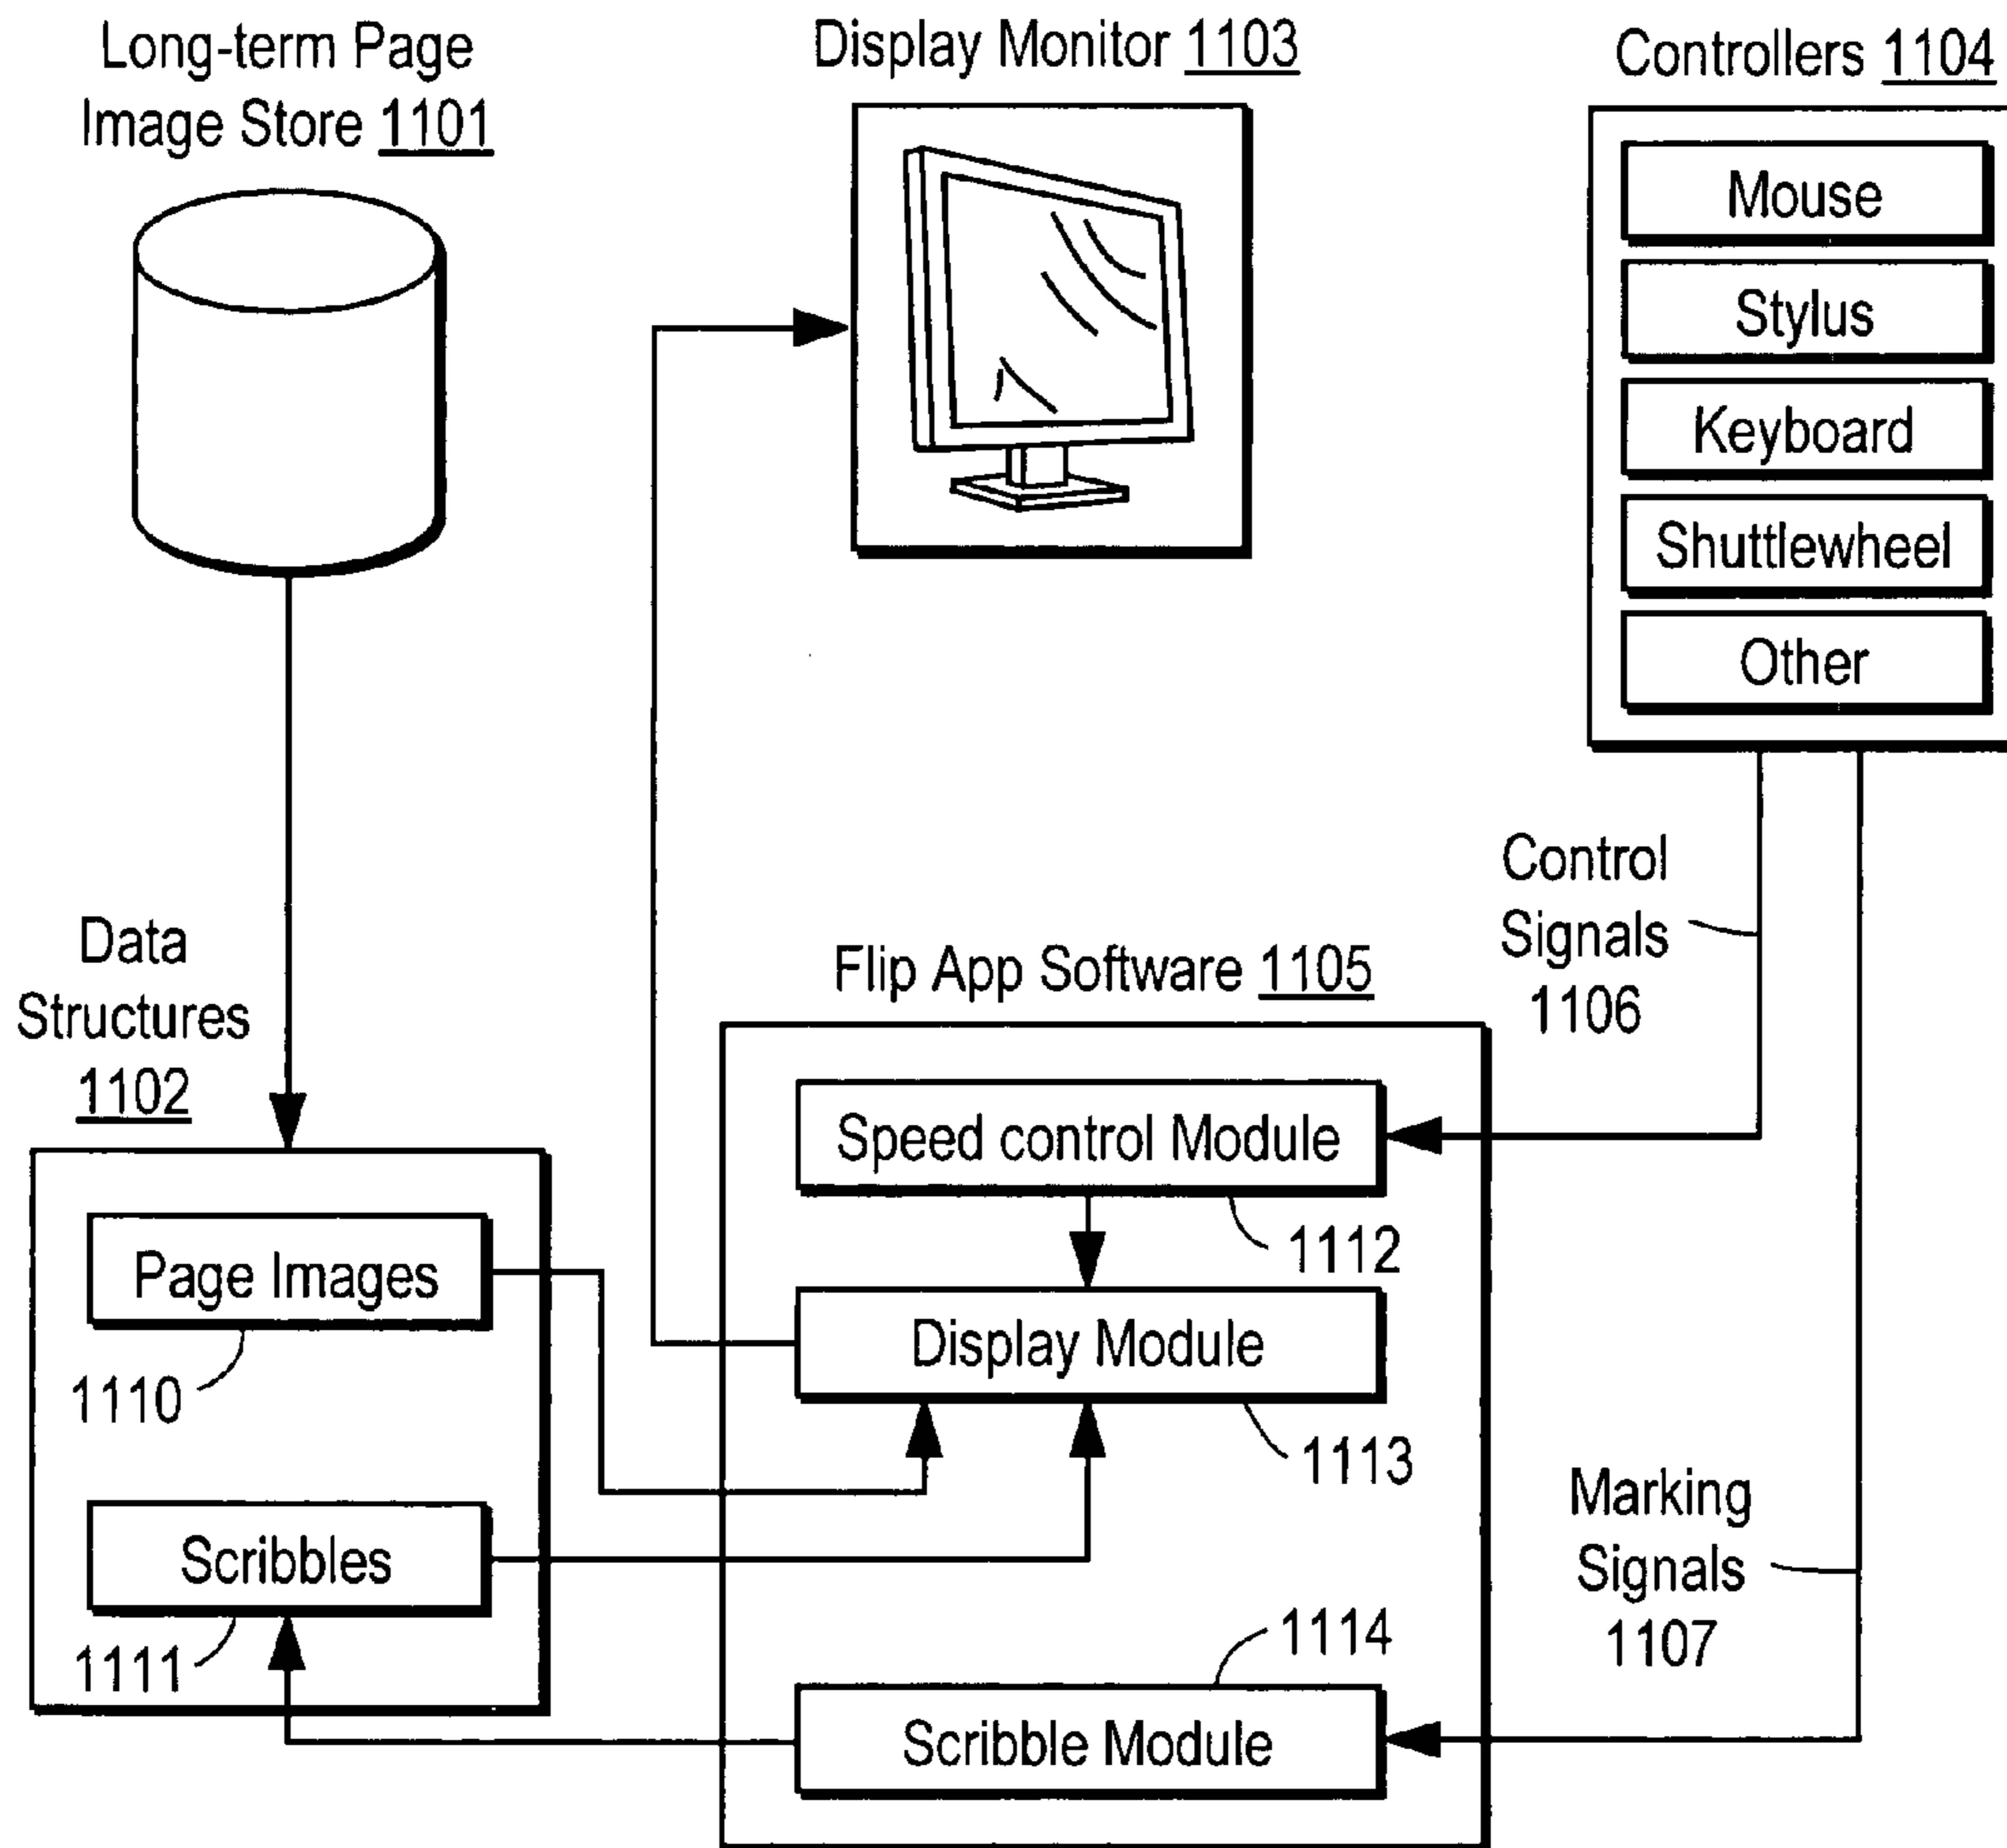 Long-term Page
Image Store 1101
Display Monitor 1103
Controllers 1104
Mouse
Stylus
Keyboard
Shuttlewheel
Other
Control
Signals
1106
Data
Structures
1102
Flip App Software 1105
Speed control Module
1112
Page Images
1110
Display Module
1113
Scribbles
1111
Marking
Signals
1107
1114
Scribble Module